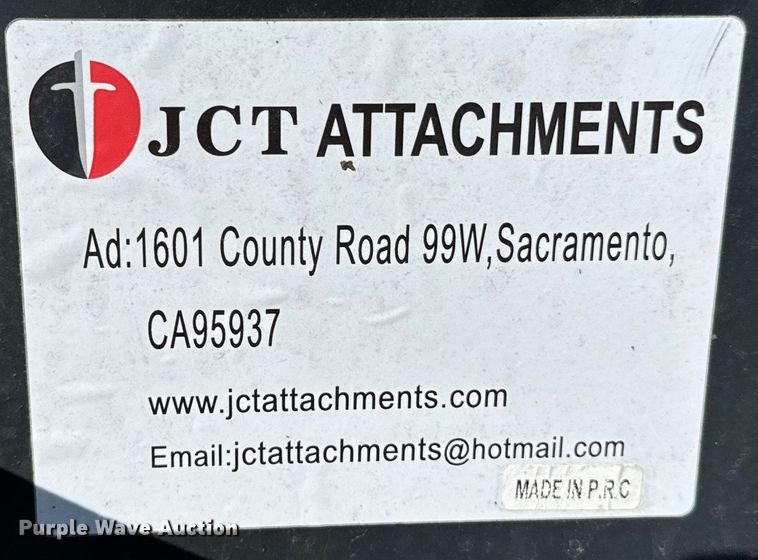 JCT ATTACHMENTS
Ad:1601 County Road 99W,Sacramento,
CA95937
www.jctattachments.com
Email:jctattachments@hotmail.com
MADE IN P.R.C
Purple Wave Auction